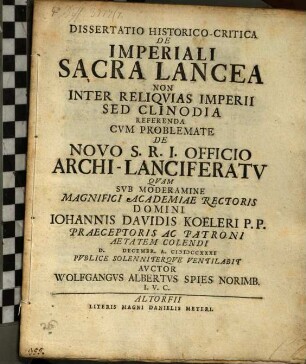 DISSERTATIO HISTORICO-CRITICA
DE
IMPERIALI
SACRA LANCEA
NON
INTER RELIQVIAS IMPERII
SED CLINODIA
REFERENDA
CVM PROBLEMATE
DE
NOVO S. R. I. OFFICIO
ARCHI-LANCIFERATV
QVAM
SVB MODERAMINE
MAGNIFICI ACADEMIAE RECTORIS
DOMINI
IOHANNIS DAVIDIS KOELERI P. P.
PRAECEPTORIS AC PATRONI
AETATEM COLENDI
D. DECEMBR. A.
PVBLICE SOLENNITERQVE VENTILABIT
AVCTOR
WOLFGANGVS ALBERTVS SPIES NORIMB.
I. V. C.
ALTORFII
LITERIS MAGNI DANIELIS MEYERI.